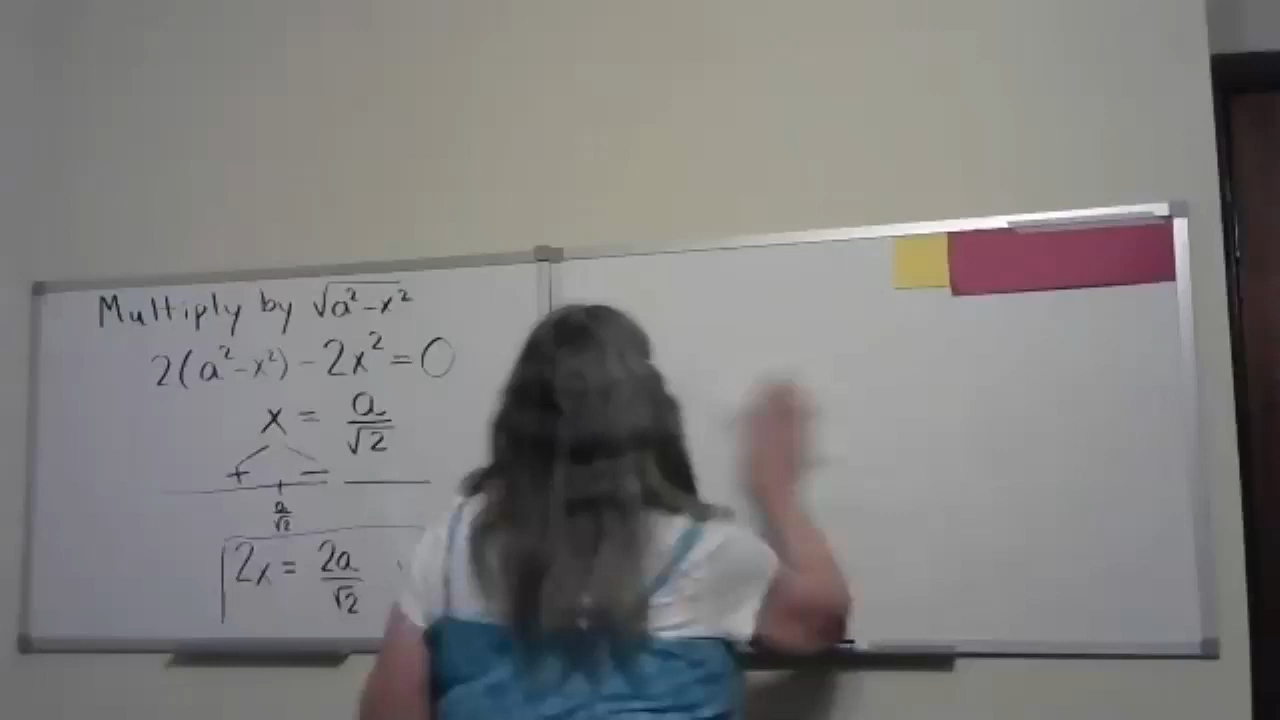 Multiply by √a²-x²
2(a²-x²) - 2x² = 0
x = a/√2
+ -
a/√2
2x = 2a/√2